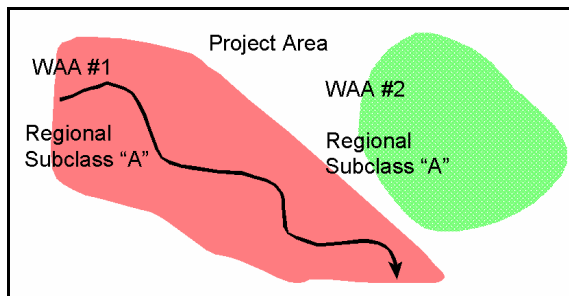 Project Area
WAA #1
Regional
Subclass “A”
WAA #2
Regional
Subclass “A”